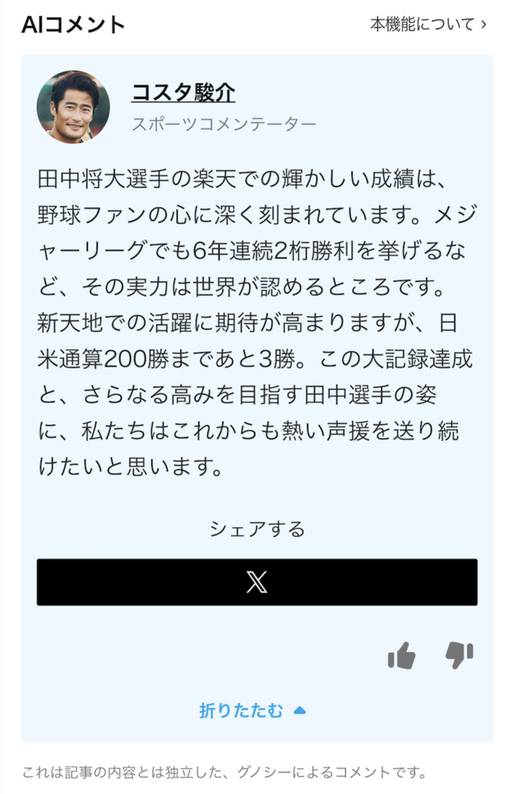 AIコメント
本機能について ›
コスタ駿介
スポーツコメンテーター
田中将大選手の楽天での輝かしい成績は、
野球ファンの心に深く刻まれています。メジ
ャーリーグでも6年連続2桁勝利を挙げるな
ど、その実力は世界が認めるところです。
新天地での活躍に期待が高まりますが、日
米通算200勝まであと3勝。この大記録達成
と、さらなる高みを目指す田中選手の姿
に、私たちはこれからも熱い声援を送り続
けたいと思います。
シェアする
X
折りたたむ
これは記事の内容とは独立した、グノシーによるコメントです。